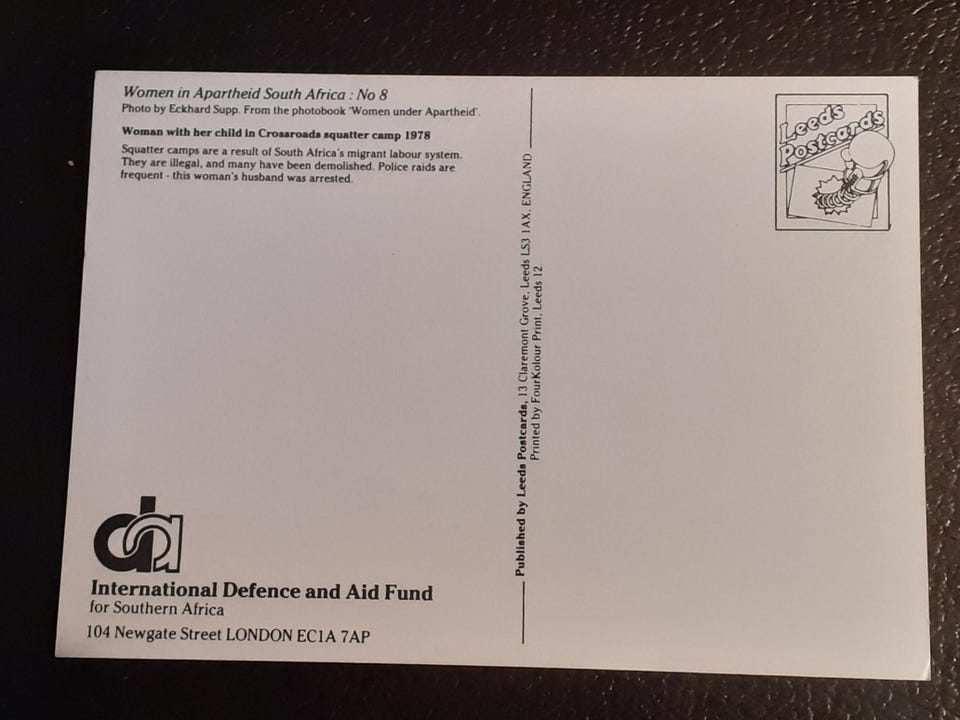 Women in Apartheid South Africa : No 8
Photo by Eckhard Supp. From the photobook 'Women under Apartheid'.
Woman with her child in Crossroads squatter camp 1978
Squatter camps are a result of South Africa's migrant labour system.
They are illegal, and many have been demolished. Police raids are
frequent - this woman's husband was arrested.
da
International Defence and Aid Fund
for Southern Africa
104 Newgate Street LONDON EC1A 7AP
Published by Leeds Postcards, 13 Claremont Grove, Leeds LS3 1AX, ENGLAND
Printed by FourKolour Print, Leeds 12
Leeds
Postcards